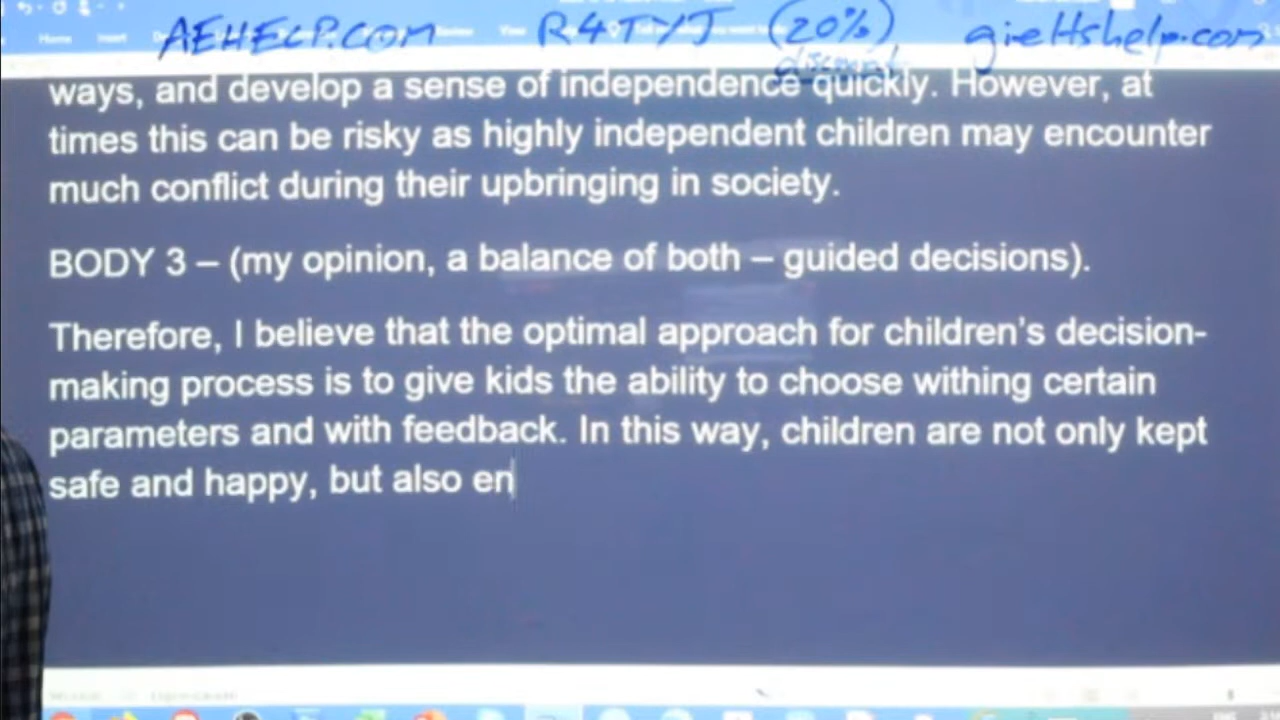 AEHELP.COM R4TYJ (20%) gieltshelp.com
discount
Home Insert
ways, and develop a sense of independence quickly. However, at
times this can be risky as highly independent children may encounter
much conflict during their upbringing in society.
BODY 3 – (my opinion, a balance of both – guided decisions).
Therefore, I believe that the optimal approach for children's decision-
making process is to give kids the ability to choose withing certain
parameters and with feedback. In this way, children are not only kept
safe and happy, but also en